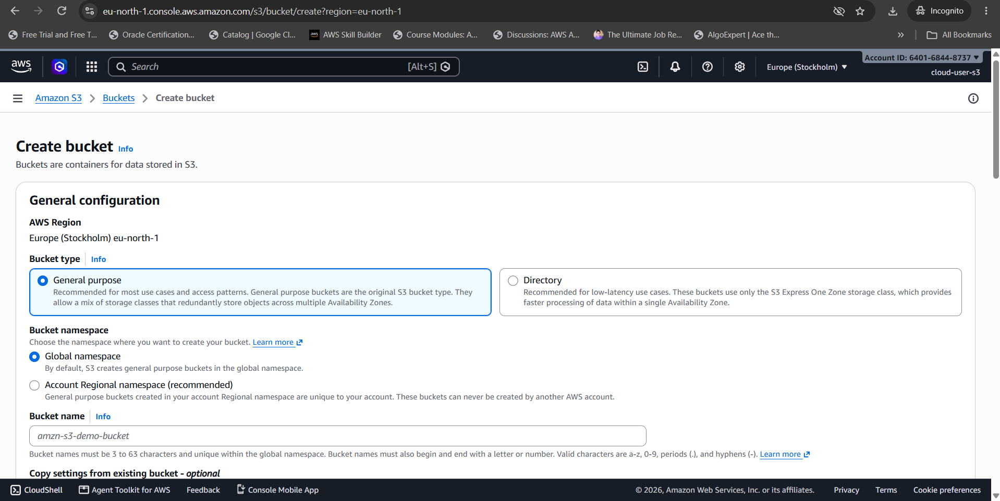 eu-north-1.console.aws.amazon.com/s3/bucket/create?region=eu-north-1
Incognito
Free Trial and Free T...
Oracle Certification...
Catalog | Google Cl...
aws
AWS Skill Builder
Course Modules: A...
Discussions: AWS A...
The Ultimate Job Re...
AlgoExpert | Ace th...
»
All Bookmarks
aws
Search
[Alt+S]
Europe (Stockholm) ▼
Account ID: 6401-6844-8737 ▼
cloud-user-s3
Amazon S3 > Buckets > Create bucket
Create bucket Info
Buckets are containers for data stored in S3.
General configuration
AWS Region
Europe (Stockholm) eu-north-1
Bucket type Info
General purpose
Recommended for most use cases and access patterns. General purpose buckets are the original S3 bucket type. They
allow a mix of storage classes that redundantly store objects across multiple Availability Zones.
Directory
Recommended for low-latency use cases. These buckets use only the S3 Express One Zone storage class, which provides
faster processing of data within a single Availability Zone.
Bucket namespace
Choose the namespace where you want to create your bucket. Learn more
Global namespace
By default, S3 creates general purpose buckets in the global namespace.
Account Regional namespace (recommended)
General purpose buckets created in your account Regional namespace are unique to your account. These buckets can never be created by another AWS account.
Bucket name Info
amzn-s3-demo-bucket
Bucket names must be 3 to 63 characters and unique within the global namespace. Bucket names must also begin and end with a letter or number. Valid characters are a-z, 0-9, periods (.), and hyphens (-). Learn more
Copy settings from existing bucket - optional
CloudShell
Agent Toolkit for AWS
Feedback
Console Mobile App
© 2026, Amazon Web Services, Inc. or its affiliates.
Privacy
Terms
Cookie preferences